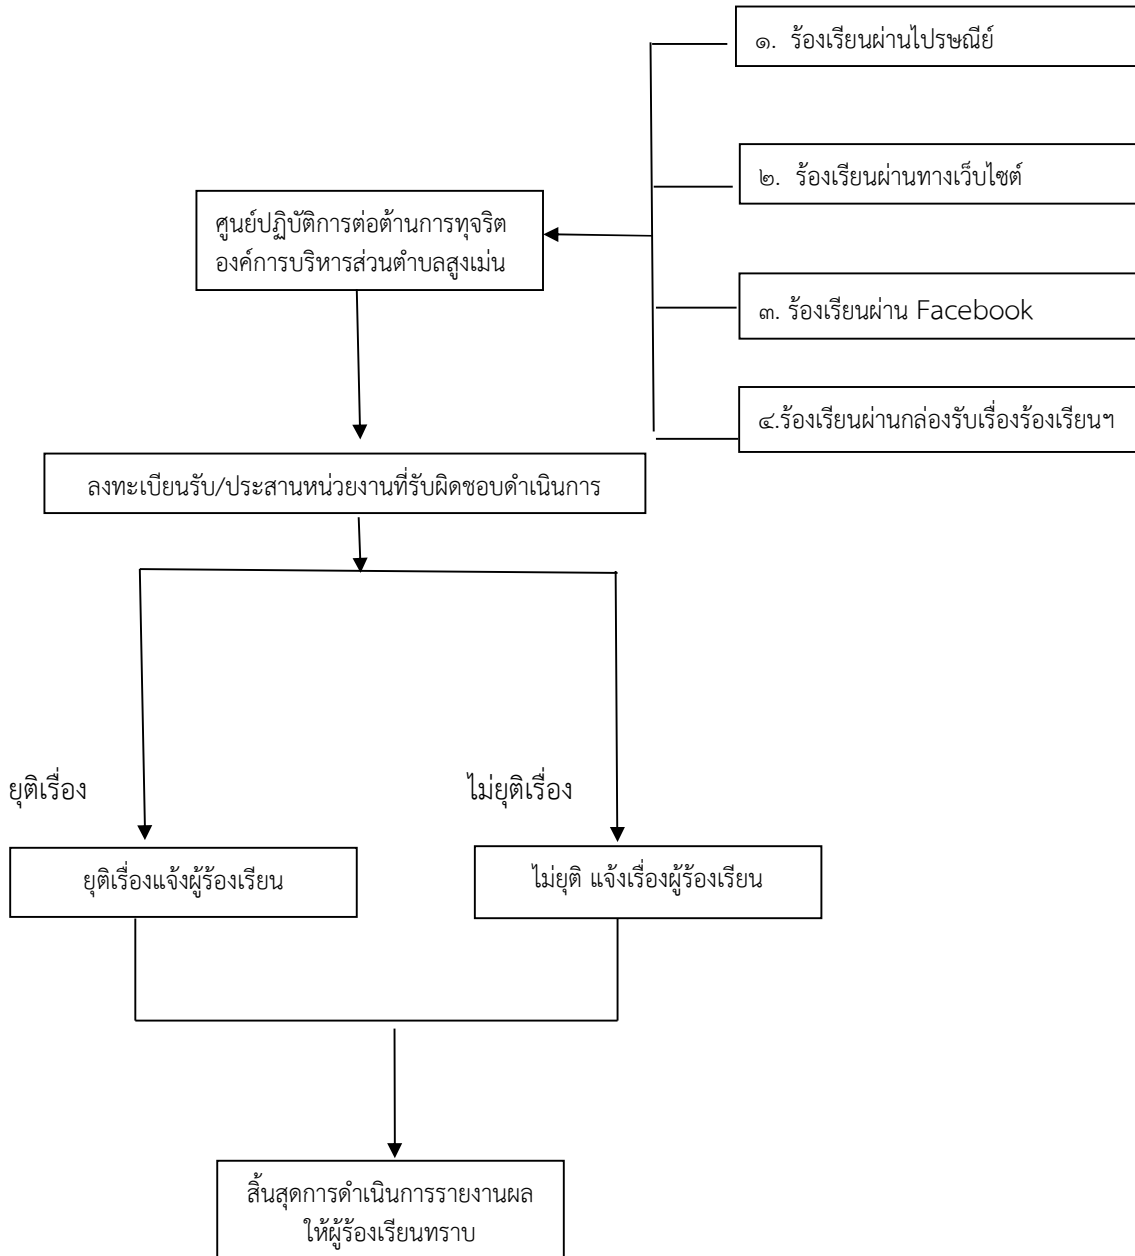 ๑. ร้องเรียนผ่านไปรษณีย์
๒. ร้องเรียนผ่านทางเว็บไซต์
ศูนย์ปฏิบัติการต่อต้านการทุจริต
องค์การบริหารส่วนตำบลสูงเม่น
๓. ร้องเรียนผ่าน Facebook
๔.ร้องเรียนผ่านกล่องรับเรื่องร้องเรียนฯ
ลงทะเบียนรับ/ประสานหน่วยงานที่รับผิดชอบดำเนินการ
ยุติเรื่อง
ไม่ยุติเรื่อง
ยุติเรื่องแจ้งผู้ร้องเรียน
ไม่ยุติ แจ้งเรื่องผู้ร้องเรียน
สิ้นสุดการดำเนินการรายงานผล
ให้ผู้ร้องเรียนทราบ